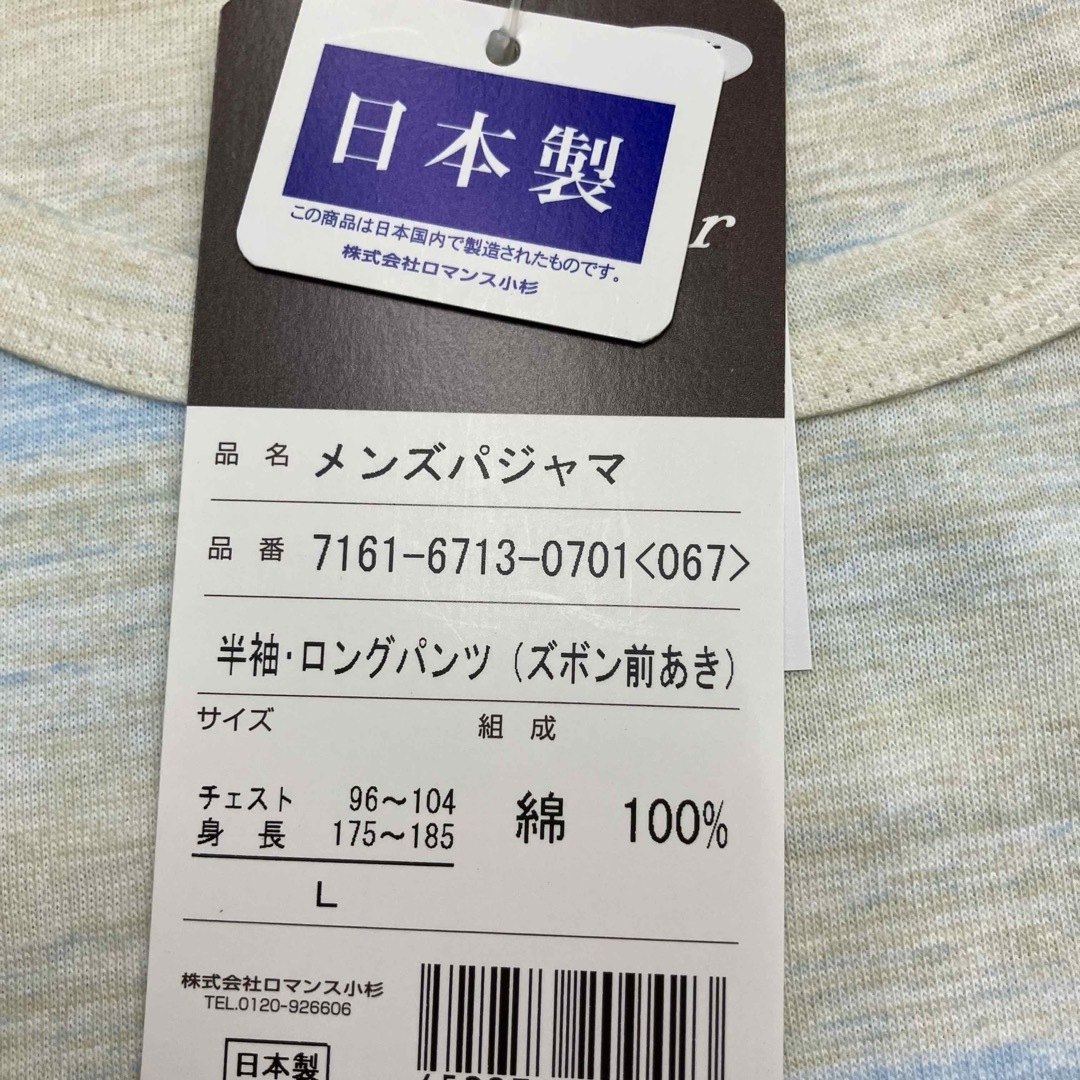 日本製
この商品は日本国内で製造されたものです。
株式会社ロマンス小杉
r
品 名 メンズパジャマ
品 番 7161-6713-0701<067>
半袖・ロングパンツ (ズボン前あき)
サイズ 組 成
チェスト 96～104 綿 100%
身 長 175～185
L
株式会社ロマンス小杉
TEL.0120-926606
日本製